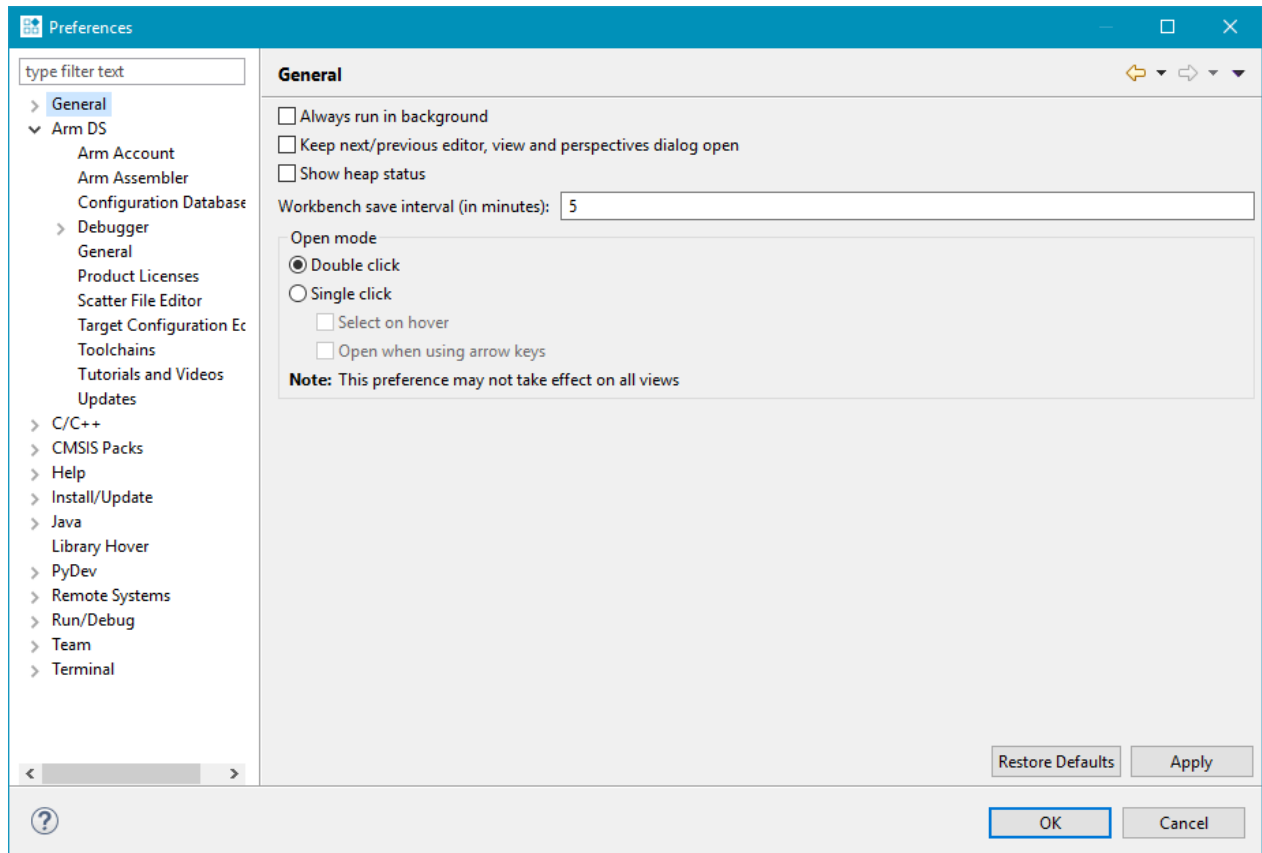 Preferences
type filter text
General
Arm DS
Arm Account
Arm Assembler
Configuration Database
Debugger
General
Product Licenses
Scatter File Editor
Target Configuration Ec
Toolchains
Tutorials and Videos
Updates
C/C++
CMSIS Packs
Help
Install/Update
Java
Library Hover
PyDev
Remote Systems
Run/Debug
Team
Terminal
General
Always run in background
Keep next/previous editor, view and perspectives dialog open
Show heap status
Workbench save interval (in minutes): 5
Open mode
Double click
Single click
Select on hover
Open when using arrow keys
Note: This preference may not take effect on all views
Restore Defaults Apply
OK Cancel